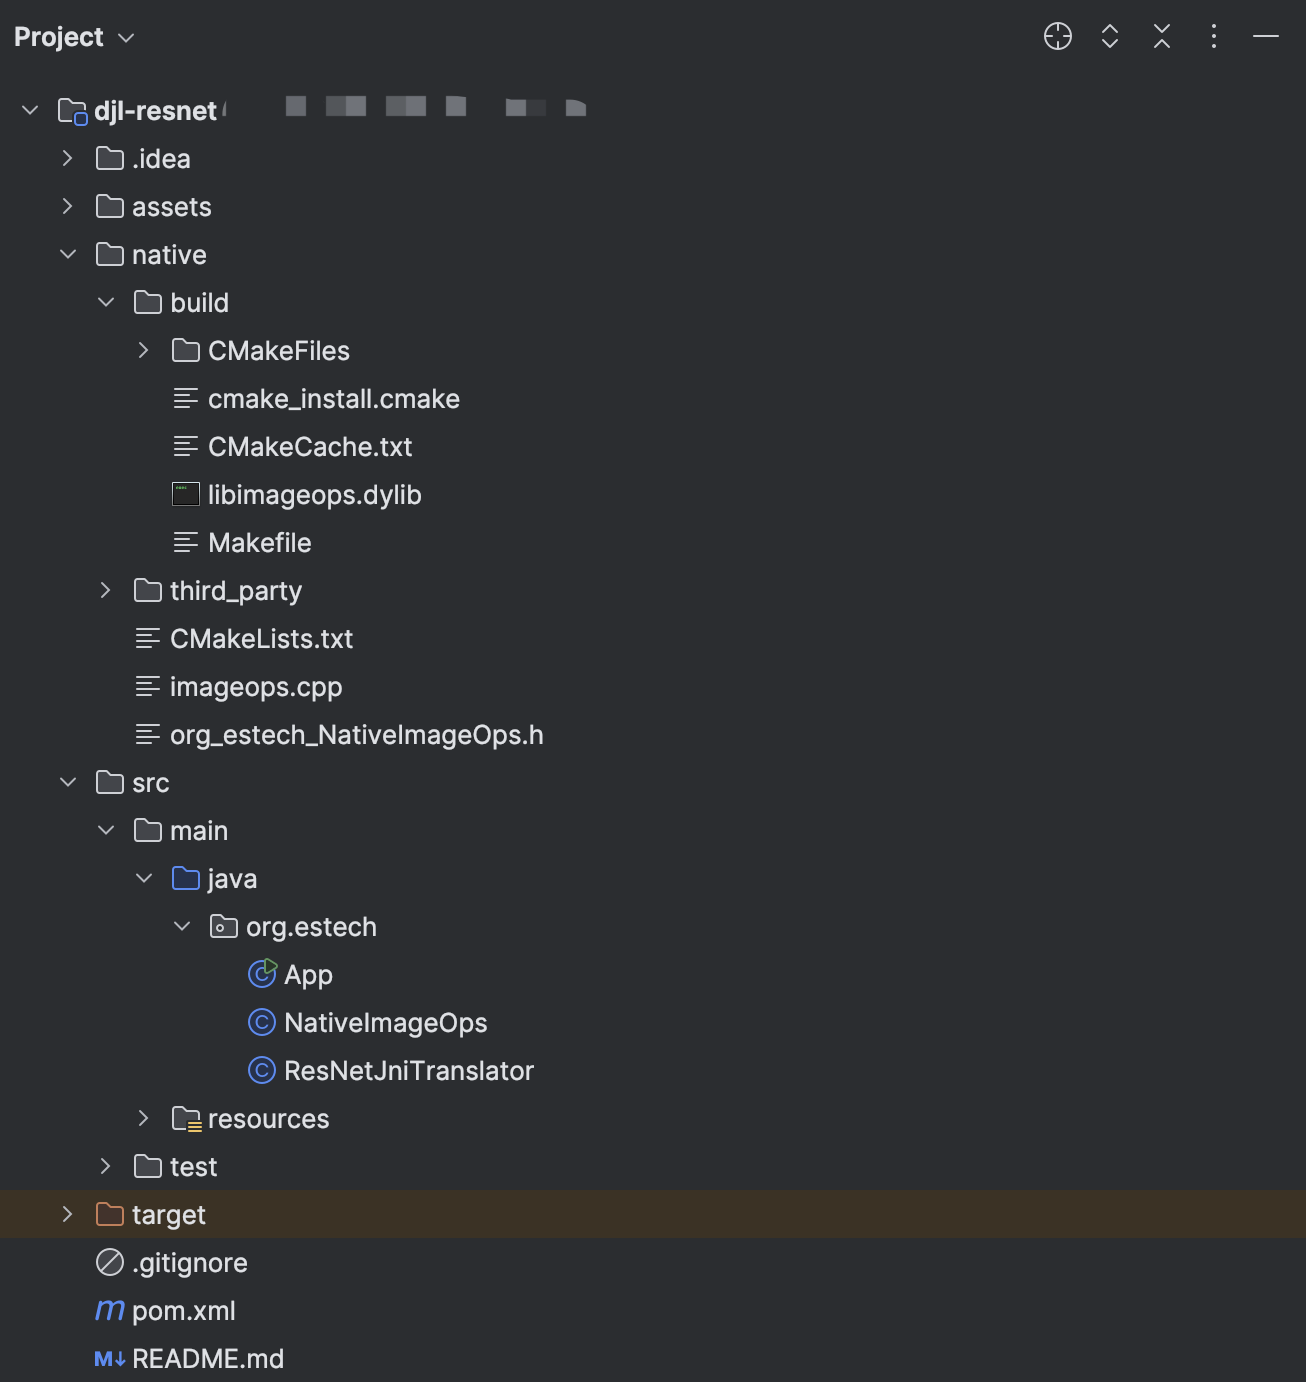 Project
djl-resnet
.idea
assets
native
build
CMakeFiles
cmake_install.cmake
CMakeCache.txt
libimageops.dylib
Makefile
third_party
CMakeLists.txt
imageops.cpp
org_estech_NativeImageOps.h
src
main
java
org.estech
App
NativeImageOps
ResNetJniTranslator
resources
test
target
.gitignore
pom.xml
README.md